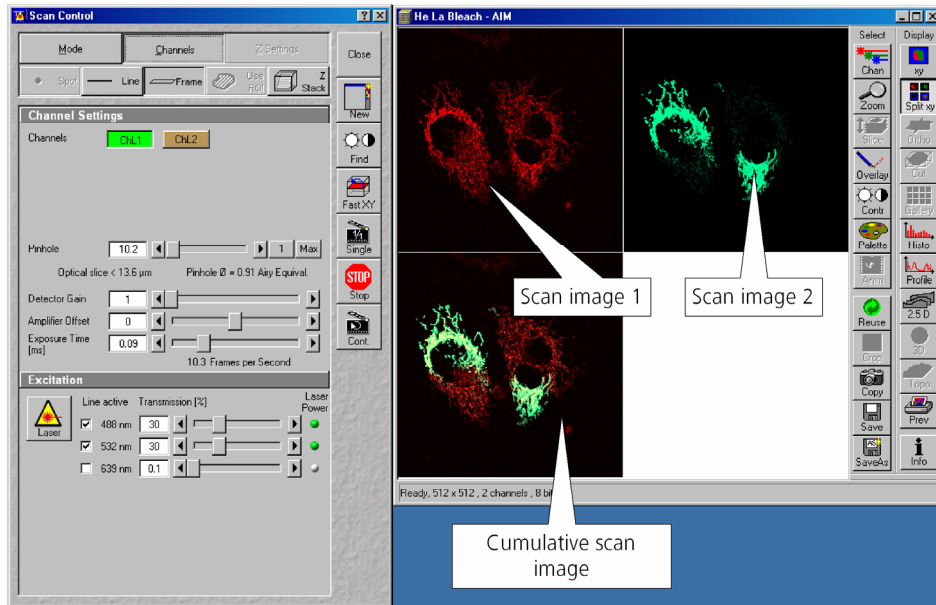 Scan Control
Mode
Channels
Z Settings
Spot
Line
Frame
Use ROI
Z Stack
Close
New
Find
Fast XY
1/1
Single
STOP
Stop
Cont.
Channel Settings
Channels
ChL1
ChL2
Pinhole
10.2
1
Max
Optical slice < 13.6 µm
Pinhole Ø = 0.91 Airy Equival.
Detector Gain
1
Amplifier Offset
0
Exposure Time
[ms]
0.09
10.3 Frames per Second
Excitation
Laser
Line active
Transmission [%]
Laser
Power
488 nm
30
532 nm
30
639 nm
0.1
He La Bleach - AIM
Scan image 1
Scan image 2
Cumulative scan
image
Ready, 512 x 512 , 2 channels , 8 bi
Select
Chan
Zoom
Slice
Overlay
Contr
Palette
Anim
Reuse
Crop
Copy
Save
AS
SaveAs
Display
xy
Split xy
Ortho
Cut
Gallery
Histo
Profile
2.5 D
3D
Topo
Prev
Info